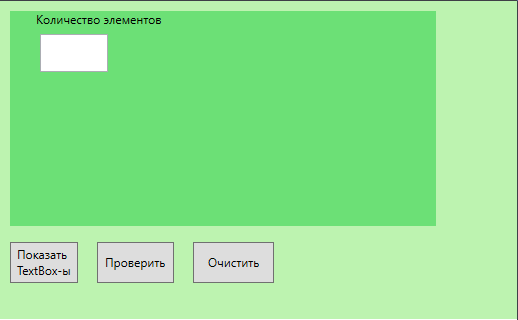 Количество элементов
Показать
TextBox-ы
Проверить
Очистить